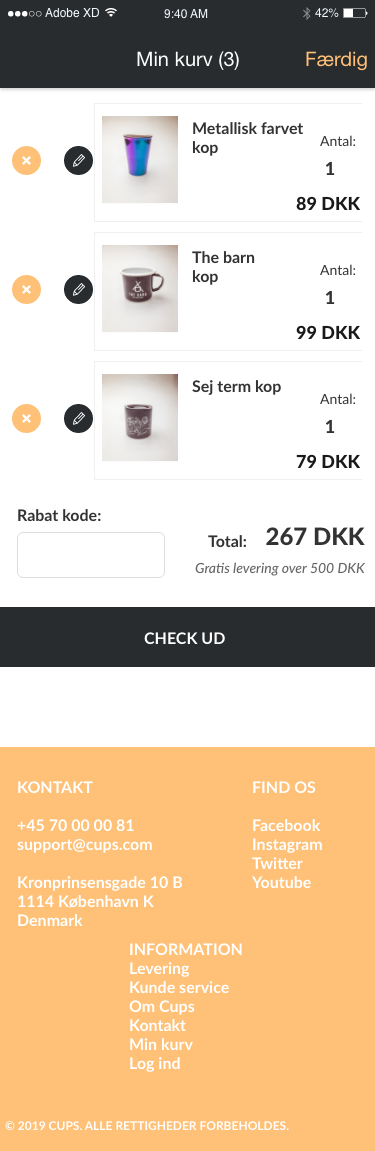 Adobe XD
9:40 AM
42%
Min kurv (3)
Færdig
Metallisk farvet
kop
Antal:
1
89 DKK
THE BARN
The barn
kop
Antal:
1
99 DKK
Sej term kop
Antal:
1
79 DKK
Rabat kode:
Total:
267 DKK
Gratis levering over 500 DKK
CHECK UD
KONTAKT
+45 70 00 00 81
support@cups.com
Kronprinsensgade 10 B
1114 København K
Denmark
FIND OS
Facebook
Instagram
Twitter
Youtube
INFORMATION
Levering
Kunde service
Om Cups
Kontakt
Min kurv
Log ind
© 2019 CUPS. ALLE RETTIGHEDER FORBEHOLDES.